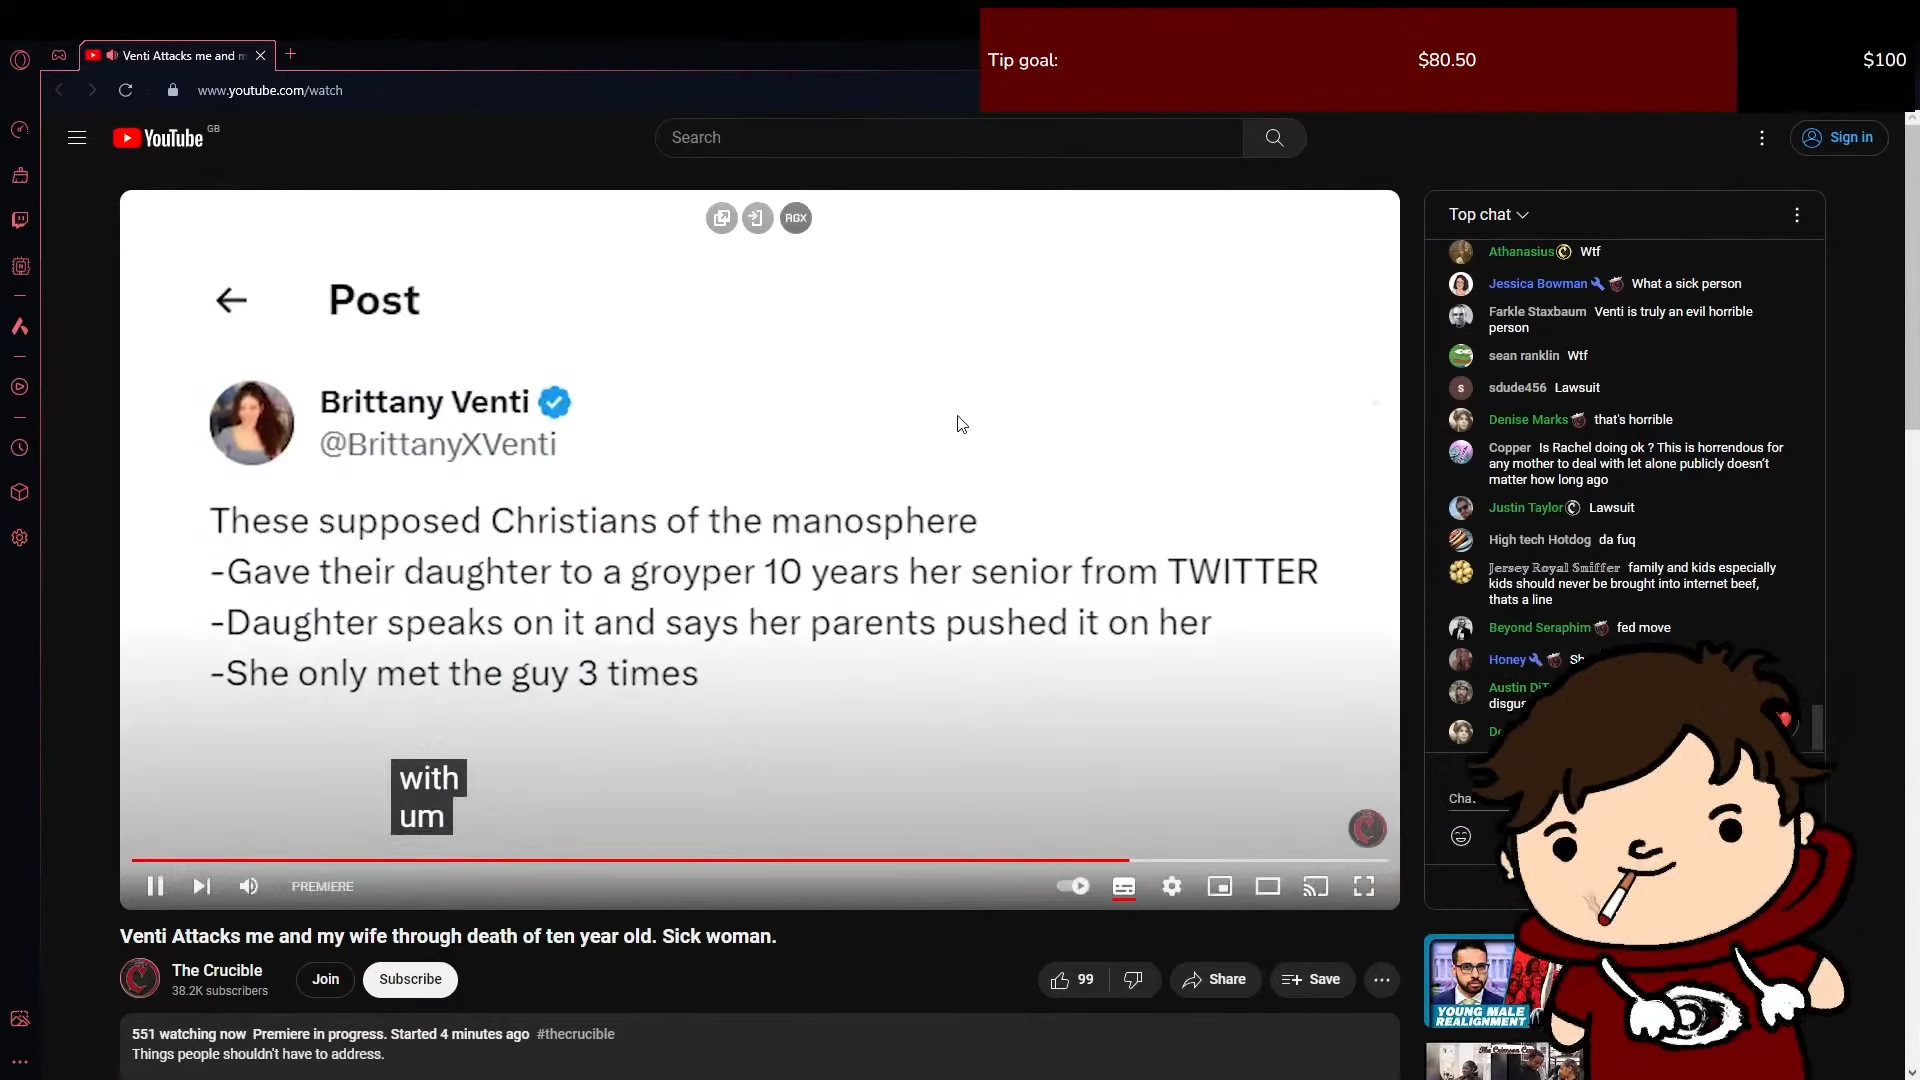 Venti Attacks me and m
Tip goal:
$80.50
$100
www.youtube.com/watch
YouTube GB
Search
Sign in
RGX
Post
Brittany Venti
@BrittanyXVenti
These supposed Christians of the manosphere
-Gave their daughter to a groyper 10 years her senior from TWITTER
-Daughter speaks on it and says her parents pushed it on her
-She only met the guy 3 times
with
um
PREMIERE
Top chat
Athanasius Wtf
Jessica Bowman What a sick person
Farkle Staxbaum Venti is truly an evil horrible
person
sean ranklin Wtf
s
sdude456 Lawsuit
Denise Marks that's horrible
Copper Is Rachel doing ok ? This is horrendous for
any mother to deal with let alone publicly doesn't
matter how long ago
Justin Taylor Lawsuit
High tech Hotdog da fuq
Jersey Royal Sniffer family and kids especially
kids should never be brought into internet beef,
thats a line
Beyond Seraphim fed move
Honey Sh
Austin DiT
disgus
De
Cha
Venti Attacks me and my wife through death of ten year old. Sick woman.
The Crucible
38.2K subscribers
Join
Subscribe
99
Share
Save
551 watching now Premiere in progress. Started 4 minutes ago #thecrucible
Things people shouldn't have to address.
YOUNG MALE
REALIGNMENT